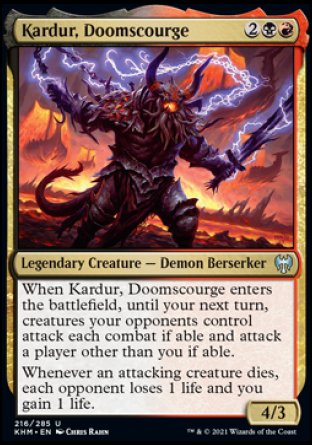 Kardur, Doomscourge 2
Legendary Creature — Demon Berserker
When Kardur, Doomscourge enters
the battlefield, until your next turn,
creatures your opponents control
attack each combat if able and attack
a player other than you if able.
Whenever an attacking creature dies,
each opponent loses 1 life and you
gain 1 life.
4/3
216/285 U
KHM • EN Chris Rahn
™ & © 2021 Wizards of the Coast